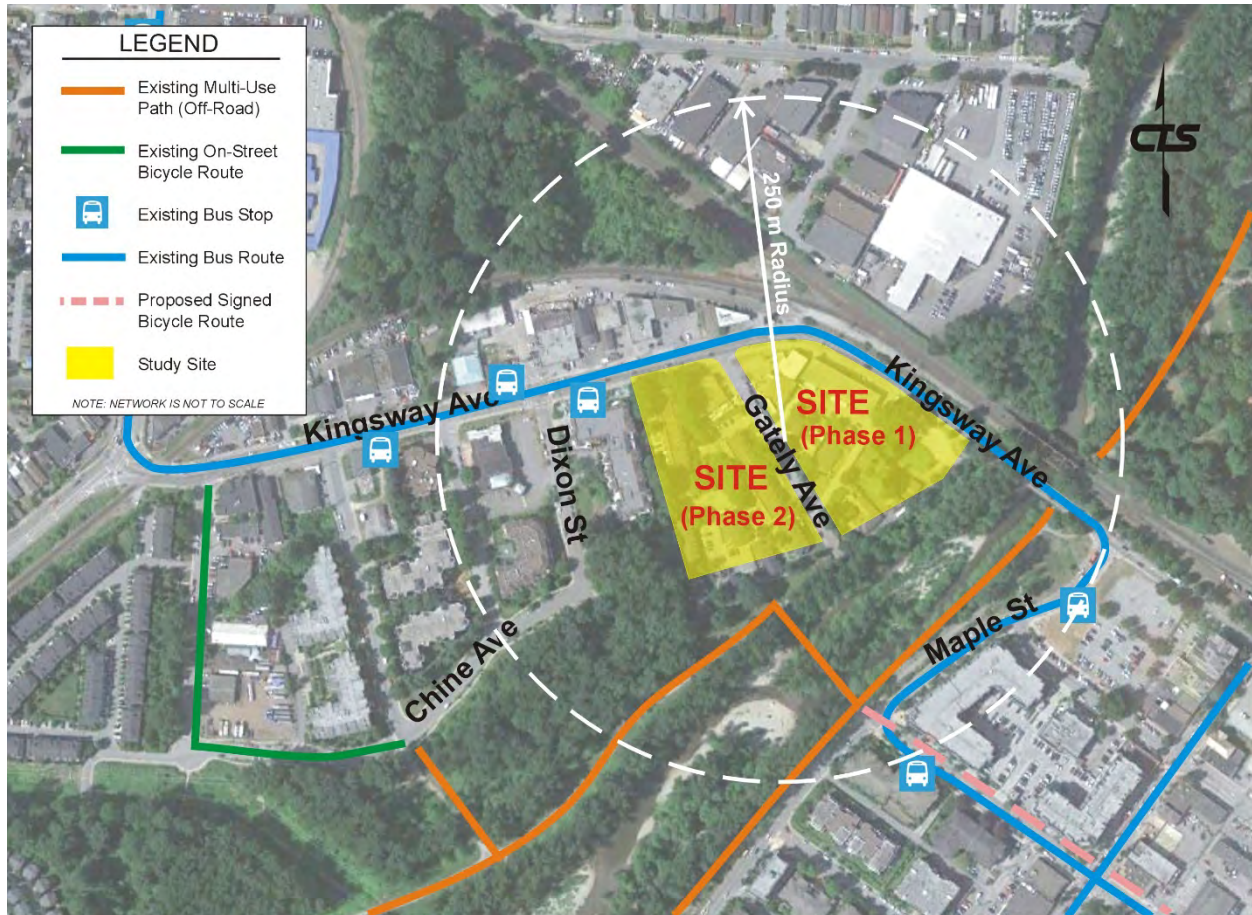 LEGEND
Existing Multi-Use
Path (Off-Road)
Existing On-Street
Bicycle Route
Existing Bus Stop
Existing Bus Route
Proposed Signed
Bicycle Route
Study Site
NOTE: NETWORK IS NOT TO SCALE
CTS
250 m Radius
Kingsway Ave
Kingsway Ave
Gately Ave
SITE
(Phase 1)
SITE
(Phase 2)
Dixon St
Chine Ave
Maple St